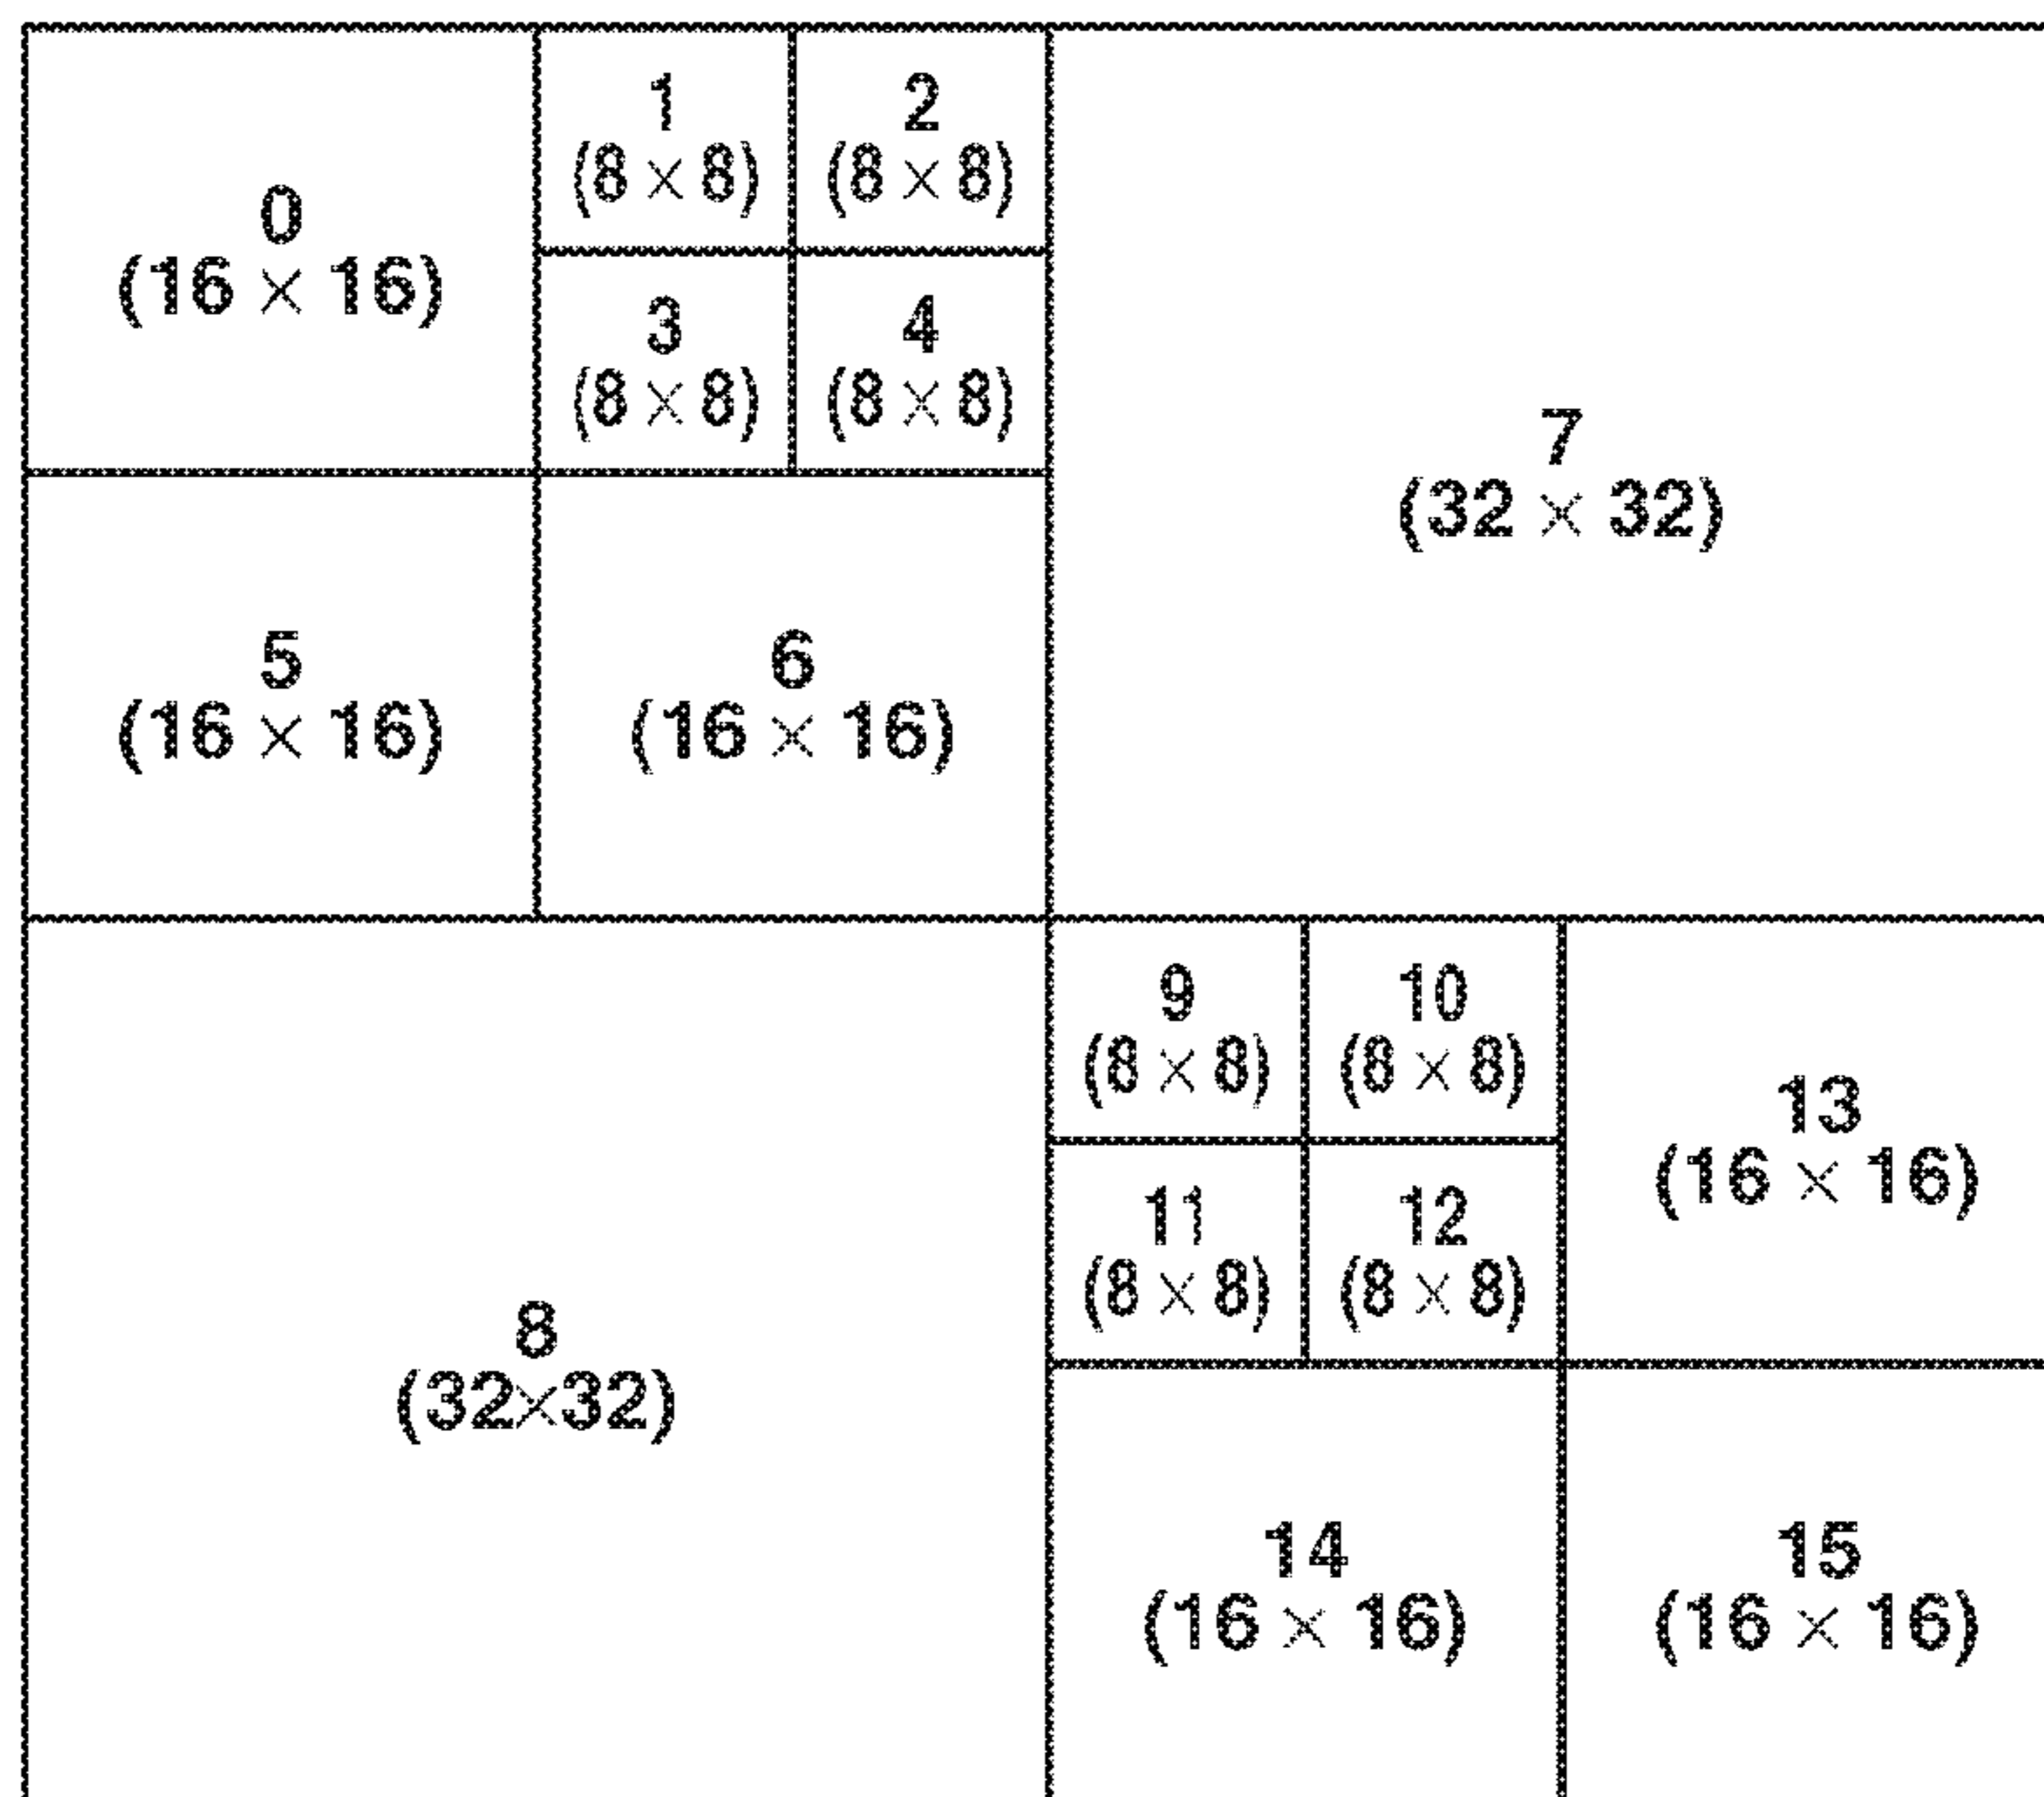 0
(16 × 16)
1
(8 × 8)
2
(8 × 8)
3
(8 × 8)
4
(8 × 8)
5
(16 × 16)
6
(16 × 16)
7
(32 × 32)
8
(32×32)
9
(8 × 8)
10
(8 × 8)
11
(8 × 8)
12
(8 × 8)
13
(16 × 16)
14
(16 × 16)
15
(16 × 16)